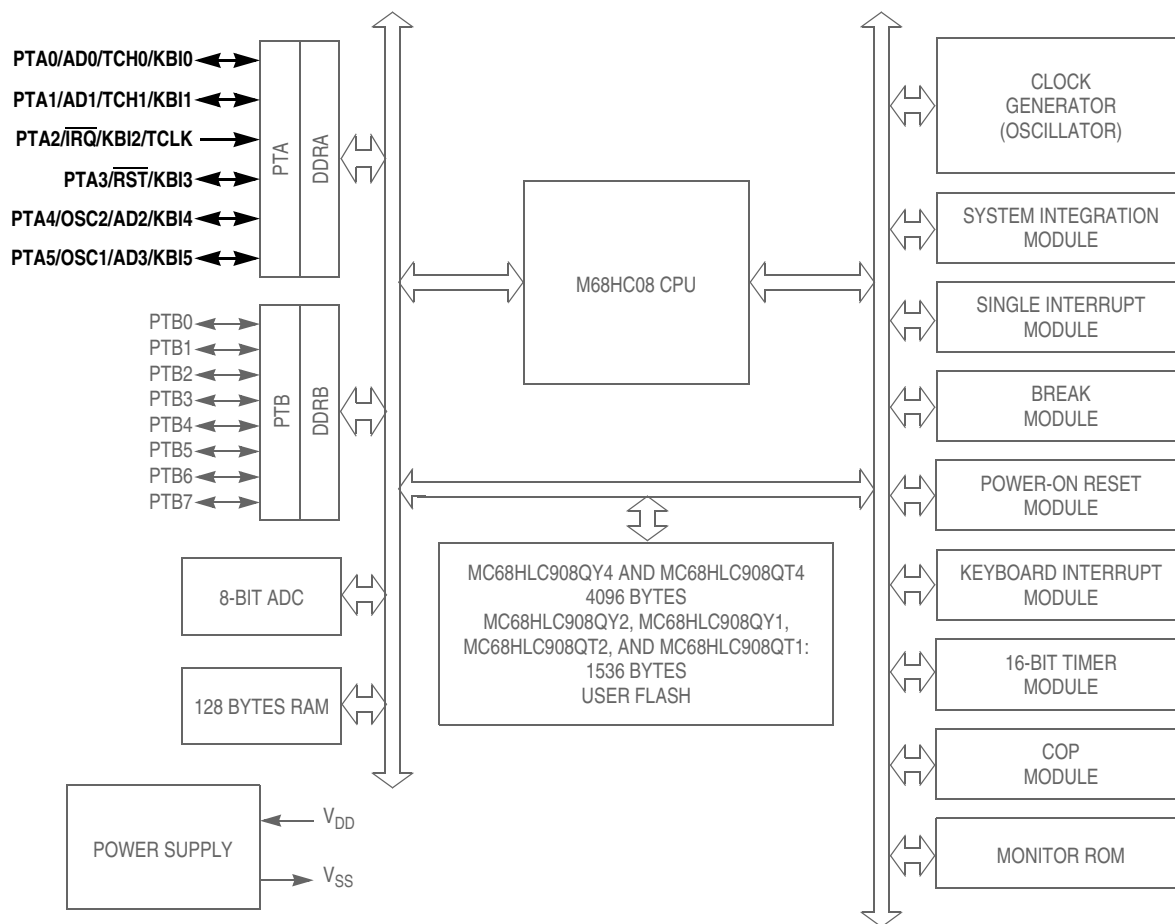 PTA0/AD0/TCH0/KBI0
PTA1/AD1/TCH1/KBI1
PTA2/I̅R̅Q̅/KBI2/TCLK
PTA3/R̅S̅T̅/KBI3
PTA4/OSC2/AD2/KBI4
PTA5/OSC1/AD3/KBI5
PTA
DDRA
PTB0
PTB1
PTB2
PTB3
PTB4
PTB5
PTB6
PTB7
PTB
DDRB
8-BIT ADC
128 BYTES RAM
POWER SUPPLY
VDD
VSS
M68HC08 CPU
MC68HLC908QY4 AND MC68HLC908QT4
4096 BYTES
MC68HLC908QY2, MC68HLC908QY1,
MC68HLC908QT2, AND MC68HLC908QT1:
1536 BYTES
USER FLASH
CLOCK
GENERATOR
(OSCILLATOR)
SYSTEM INTEGRATION
MODULE
SINGLE INTERRUPT
MODULE
BREAK
MODULE
POWER-ON RESET
MODULE
KEYBOARD INTERRUPT
MODULE
16-BIT TIMER
MODULE
COP
MODULE
MONITOR ROM